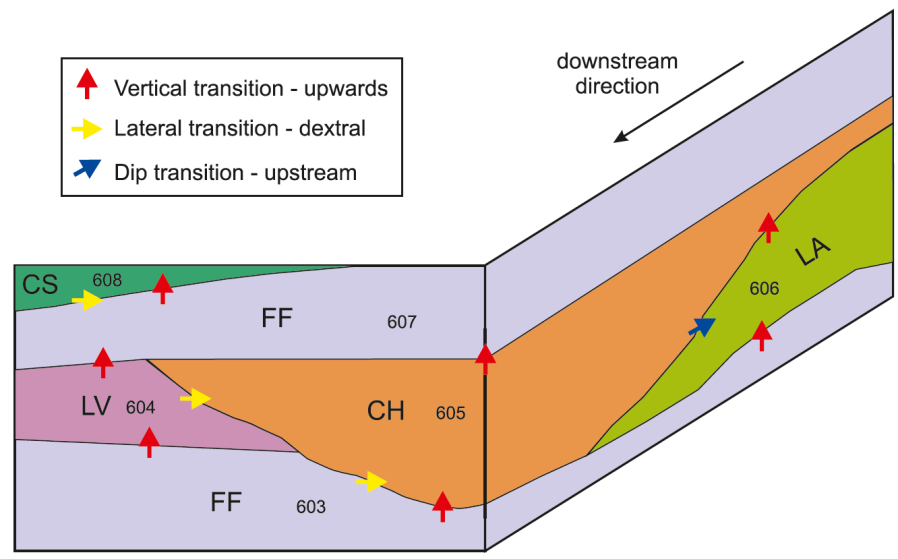 downstream
direction
Vertical transition - upwards
Lateral transition - dextral
Dip transition - upstream
LA
CS 608
606
FF 607
LV 604
CH 605
FF 603